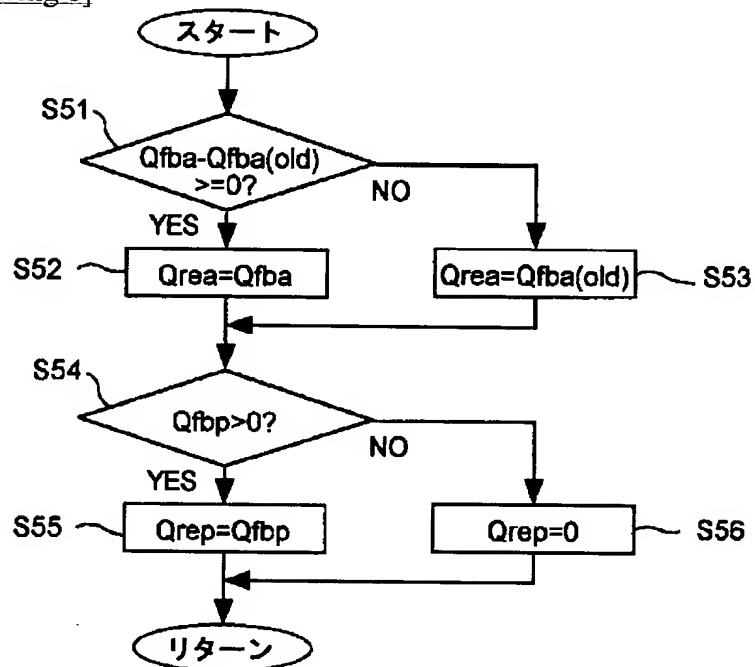 スタート
S51
Qfba-Qfba(old)
>=0?
NO
YES
S52
Qrea=Qfba
Qrea=Qfba(old)
S53
S54
Qfbp>0?
NO
YES
S55
Qrep=Qfbp
Qrep=0
S56
リターン